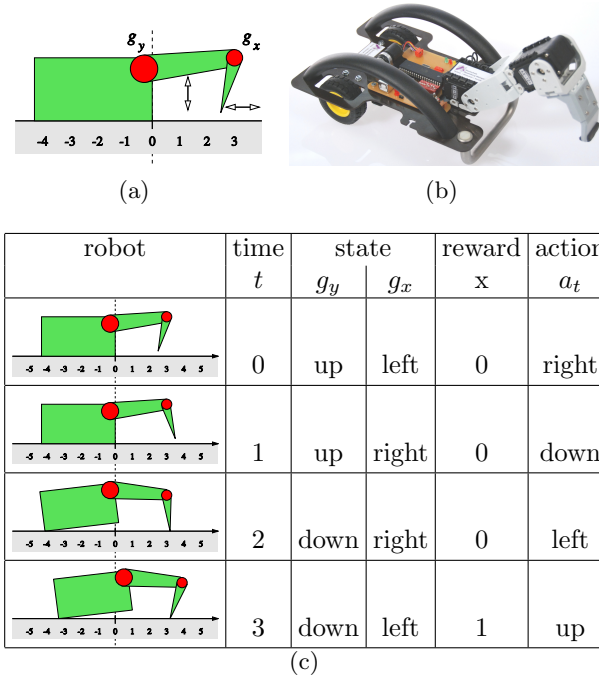 g_y g_x
-4 -3 -2 -1 0 1 2 3
(a) (b)
robot time state reward action
t g_y g_x x a_t
-5 -4 -3 -2 -1 0 1 2 3 4 5
0 up left 0 right
-5 -4 -3 -2 -1 0 1 2 3 4 5
1 up right 0 down
-5 -4 -3 -2 -1 0 1 2 3 4 5
2 down right 0 left
-5 -4 -3 -2 -1 0 1 2 3 4 5
3 down left 1 up
(c)